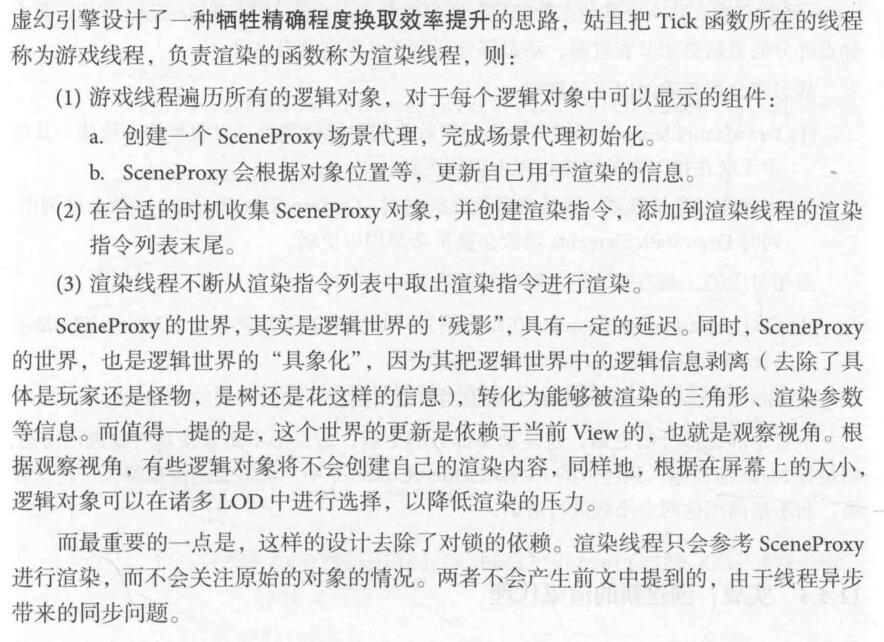 虚幻引擎设计了一种牺牲精确程度换取效率提升的思路，姑且把 Tick 函数所在的线程
称为游戏线程，负责渲染的函数称为渲染线程，则：
(1) 游戏线程遍历所有的逻辑对象，对于每个逻辑对象中可以显示的组件：
a. 创建一个 SceneProxy 场景代理，完成场景代理初始化。
b. SceneProxy 会根据对象位置等，更新自己用于渲染的信息。
(2) 在合适的时机收集 SceneProxy 对象，并创建渲染指令，添加到渲染线程的渲染
指令列表末尾。
(3) 渲染线程不断从渲染指令列表中取出渲染指令进行渲染。
SceneProxy 的世界，其实是逻辑世界的“残影”，具有一定的延迟。同时，SceneProxy
的世界，也是逻辑世界的“具象化”，因为其把逻辑世界中的逻辑信息剥离（去除了具
体是玩家还是怪物，是树还是花这样的信息），转化为能够被渲染的三角形、渲染参数
等信息。而值得一提的是，这个世界的更新是依赖于当前 View 的，也就是观察视角。根
据观察视角，有些逻辑对象将不会创建自己的渲染内容，同样地，根据在屏幕上的大小，
逻辑对象可以在诸多 LOD 中进行选择，以降低渲染的压力。
而最重要的一点是，这样的设计去除了对锁的依赖。渲染线程只会参考 SceneProxy
进行渲染，而不会关注原始的对象的情况。两者不会产生前文中提到的，由于线程异步
带来的同步问题。